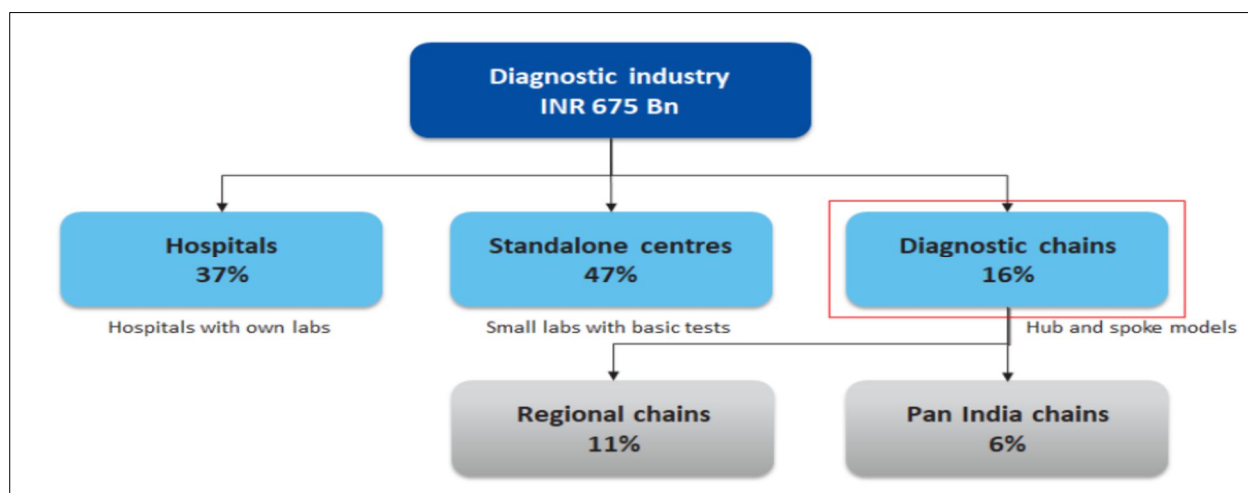 Diagnostic industry
INR 675 Bn
Hospitals
37%
Standalone centres
47%
Diagnostic chains
16%
Hospitals with own labs
Small labs with basic tests
Hub and spoke models
Regional chains
11%
Pan India chains
6%